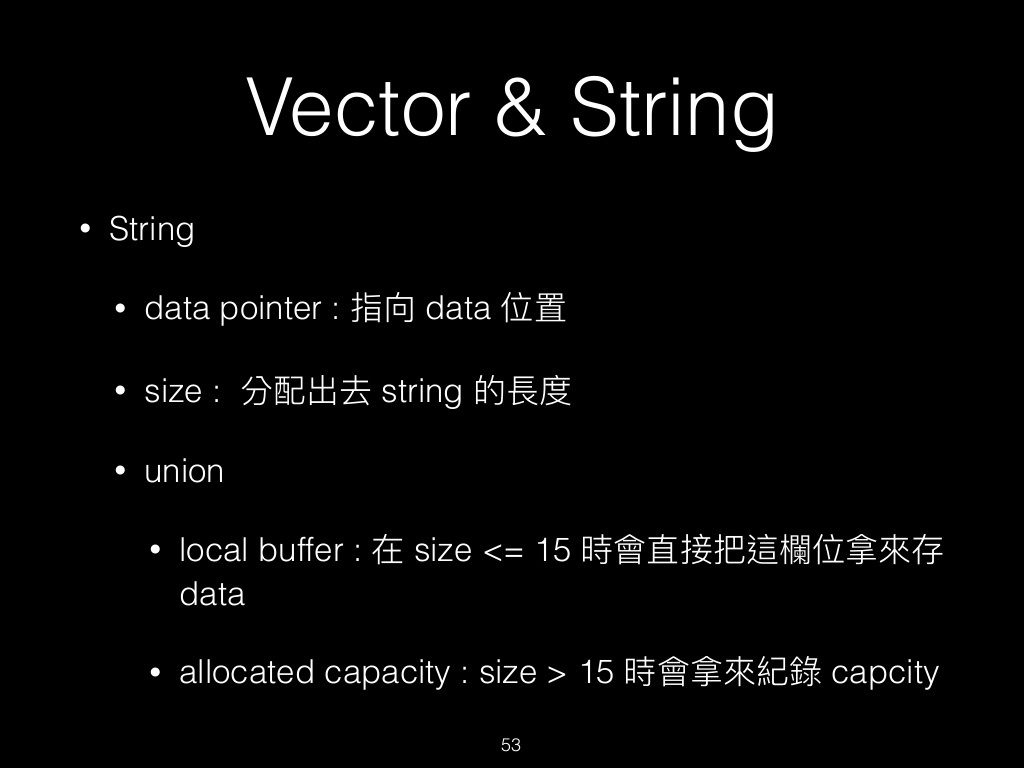 Vector & String
• String
• data pointer : 指向 data 位置
• size :  分配出去 string 的長度
• union
• local buffer : 在 size <= 15 時會直接把這欄位拿來存
data
• allocated capacity : size > 15 時會拿來紀錄 capcity
53